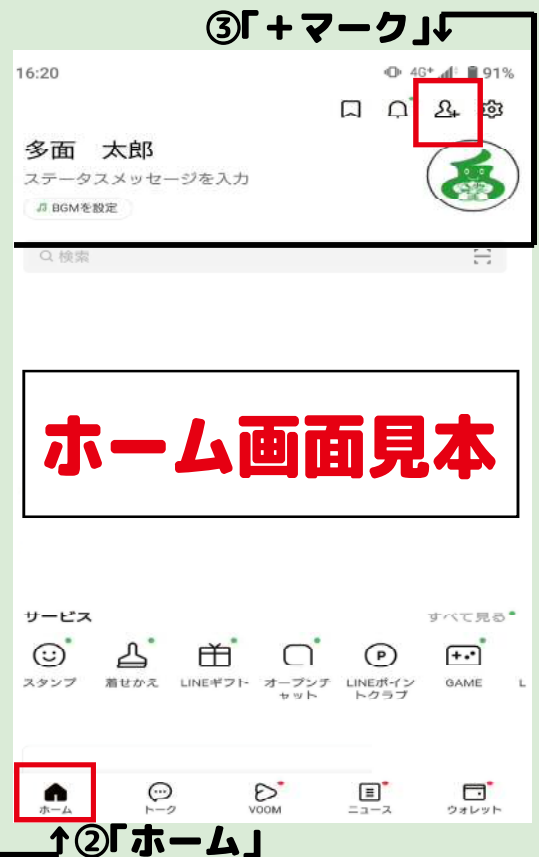 ③「＋マーク」↓
16:20 4G+ 91%
多面　太郎
ステータスメッセージを入力
BGMを設定
検索
ホーム画面見本
サービス すべて見る
スタンプ 着せかえ LINEギフト オープンチャット LINEポイントクラブ GAME L
ホーム トーク VOOM ニュース ウォレット
↑②「ホーム」